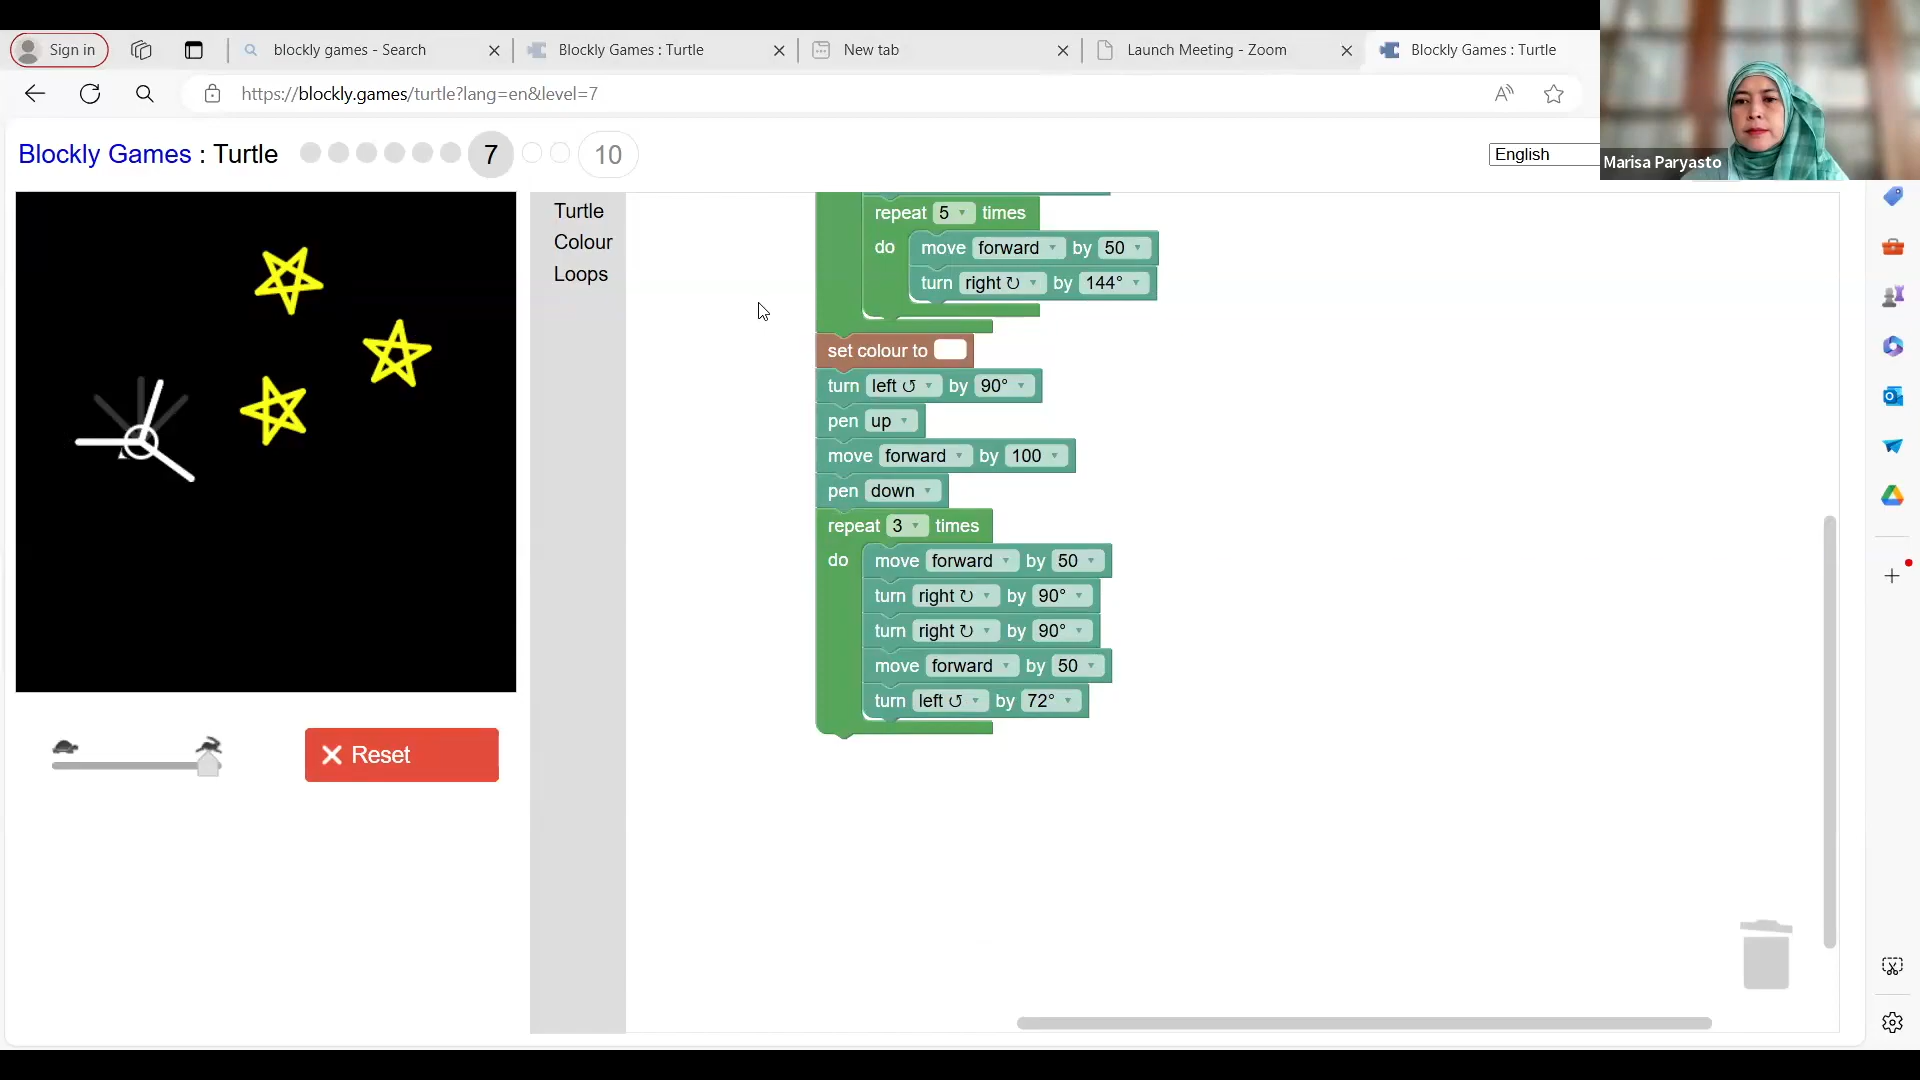 Sign in
blockly games - Search
Blockly Games : Turtle
New tab
Launch Meeting - Zoom
Blockly Games : Turtle
https://blockly.games/turtle?lang=en&level=7
Marisa Paryasto
Blockly Games : Turtle
7
10
English
Turtle
Colour
Loops
repeat 5 times
do move forward by 50
turn right ↻ by 144°
set colour to
turn left ↺ by 90°
pen up
move forward by 100
pen down
repeat 3 times
do move forward by 50
turn right ↻ by 90°
turn right ↻ by 90°
move forward by 50
turn left ↺ by 72°
Reset